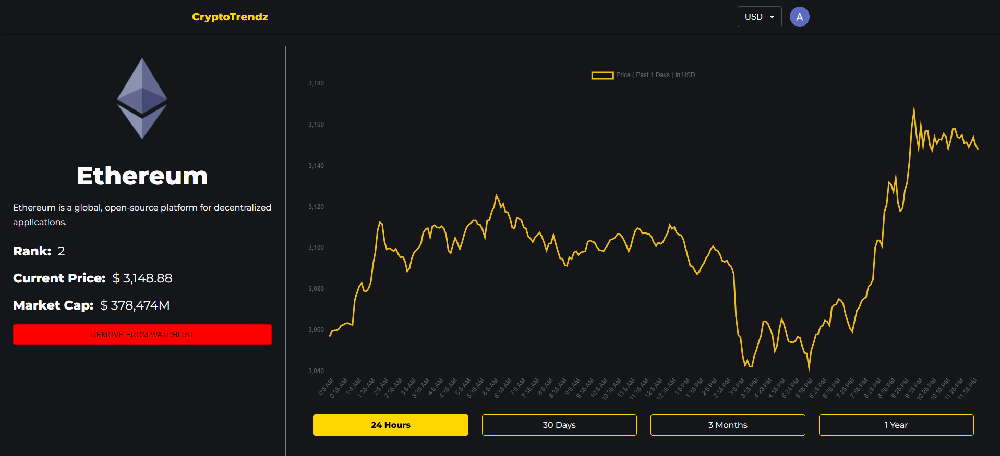 CryptoTrendz
USD
A
Ethereum
Ethereum is a global, open-source platform for decentralized
applications.
Rank: 2
Current Price: $ 3,148.88
Market Cap: $ 378,474M
REMOVE FROM WATCHLIST
Price ( Past 1 Days ) in USD
3,180
3,160
3,140
3,120
3,100
3,080
3,060
3,040
0:5 AM
0:35 AM
1:4 AM
1:35 AM
2:5 AM
2:35 AM
3:5 AM
3:35 AM
4:5 AM
4:35 AM
5:5 AM
5:35 AM
6:5 AM
6:35 AM
7:5 AM
7:35 AM
8:5 AM
8:35 AM
9:5 AM
9:35 AM
10:5 AM
10:35 AM
11:5 AM
11:35 AM
12:5 AM
12:35 AM
1:5 PM
1:35 PM
2:5 PM
2:35 PM
3:5 PM
3:35 PM
4:23 PM
4:55 PM
5:24 PM
5:55 PM
6:25 PM
6:55 PM
7:25 PM
7:55 PM
8:25 PM
8:55 PM
9:25 PM
9:55 PM
10:25 PM
10:55 PM
11:25 PM
11:55 PM
24 Hours
30 Days
3 Months
1 Year